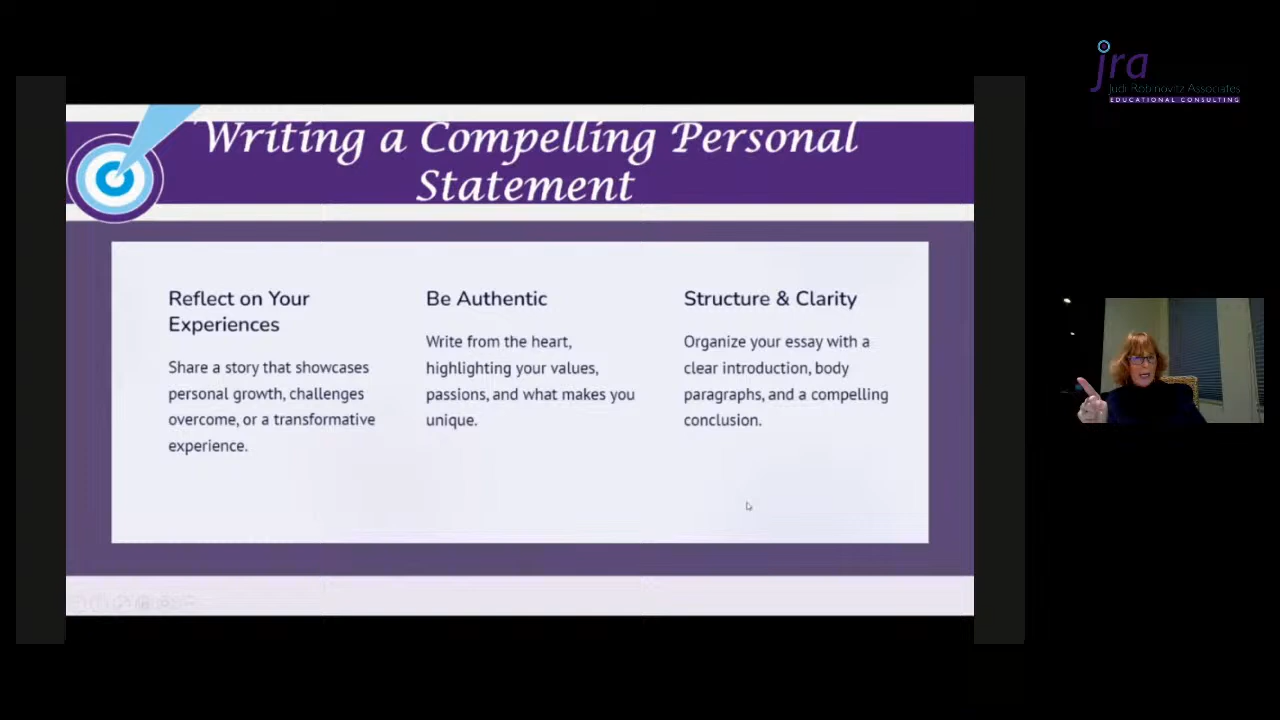 jra
Judi Robinovitz Associates
EDUCATIONAL CONSULTING
Writing a Compelling Personal
Statement
Reflect on Your
Experiences
Share a story that showcases
personal growth, challenges
overcome, or a transformative
experience.
Be Authentic
Write from the heart,
highlighting your values,
passions, and what makes you
unique.
Structure & Clarity
Organize your essay with a
clear introduction, body
paragraphs, and a compelling
conclusion.